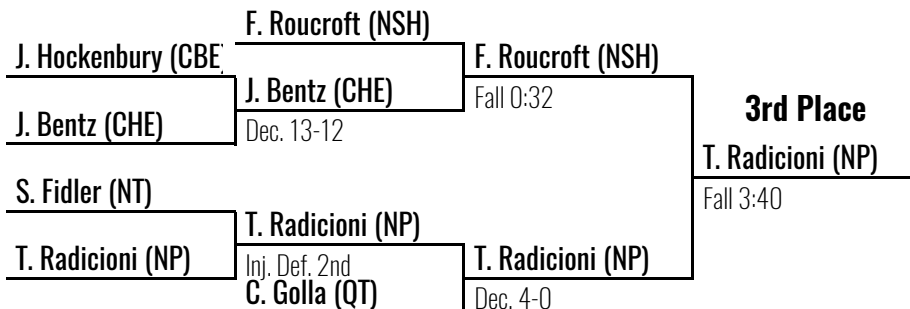 F. Roucroft (NSH)
J. Hockenbury (CBE
F. Roucroft (NSH)
J. Bentz (CHE)
Fall 0:32
3rd Place
J. Bentz (CHE)
Dec. 13-12
T. Radicioni (NP)
S. Fidler (NT)
Fall 3:40
T. Radicioni (NP)
T. Radicioni (NP)
Inj. Def. 2nd
T. Radicioni (NP)
C. Golla (QT)
Dec. 4-0